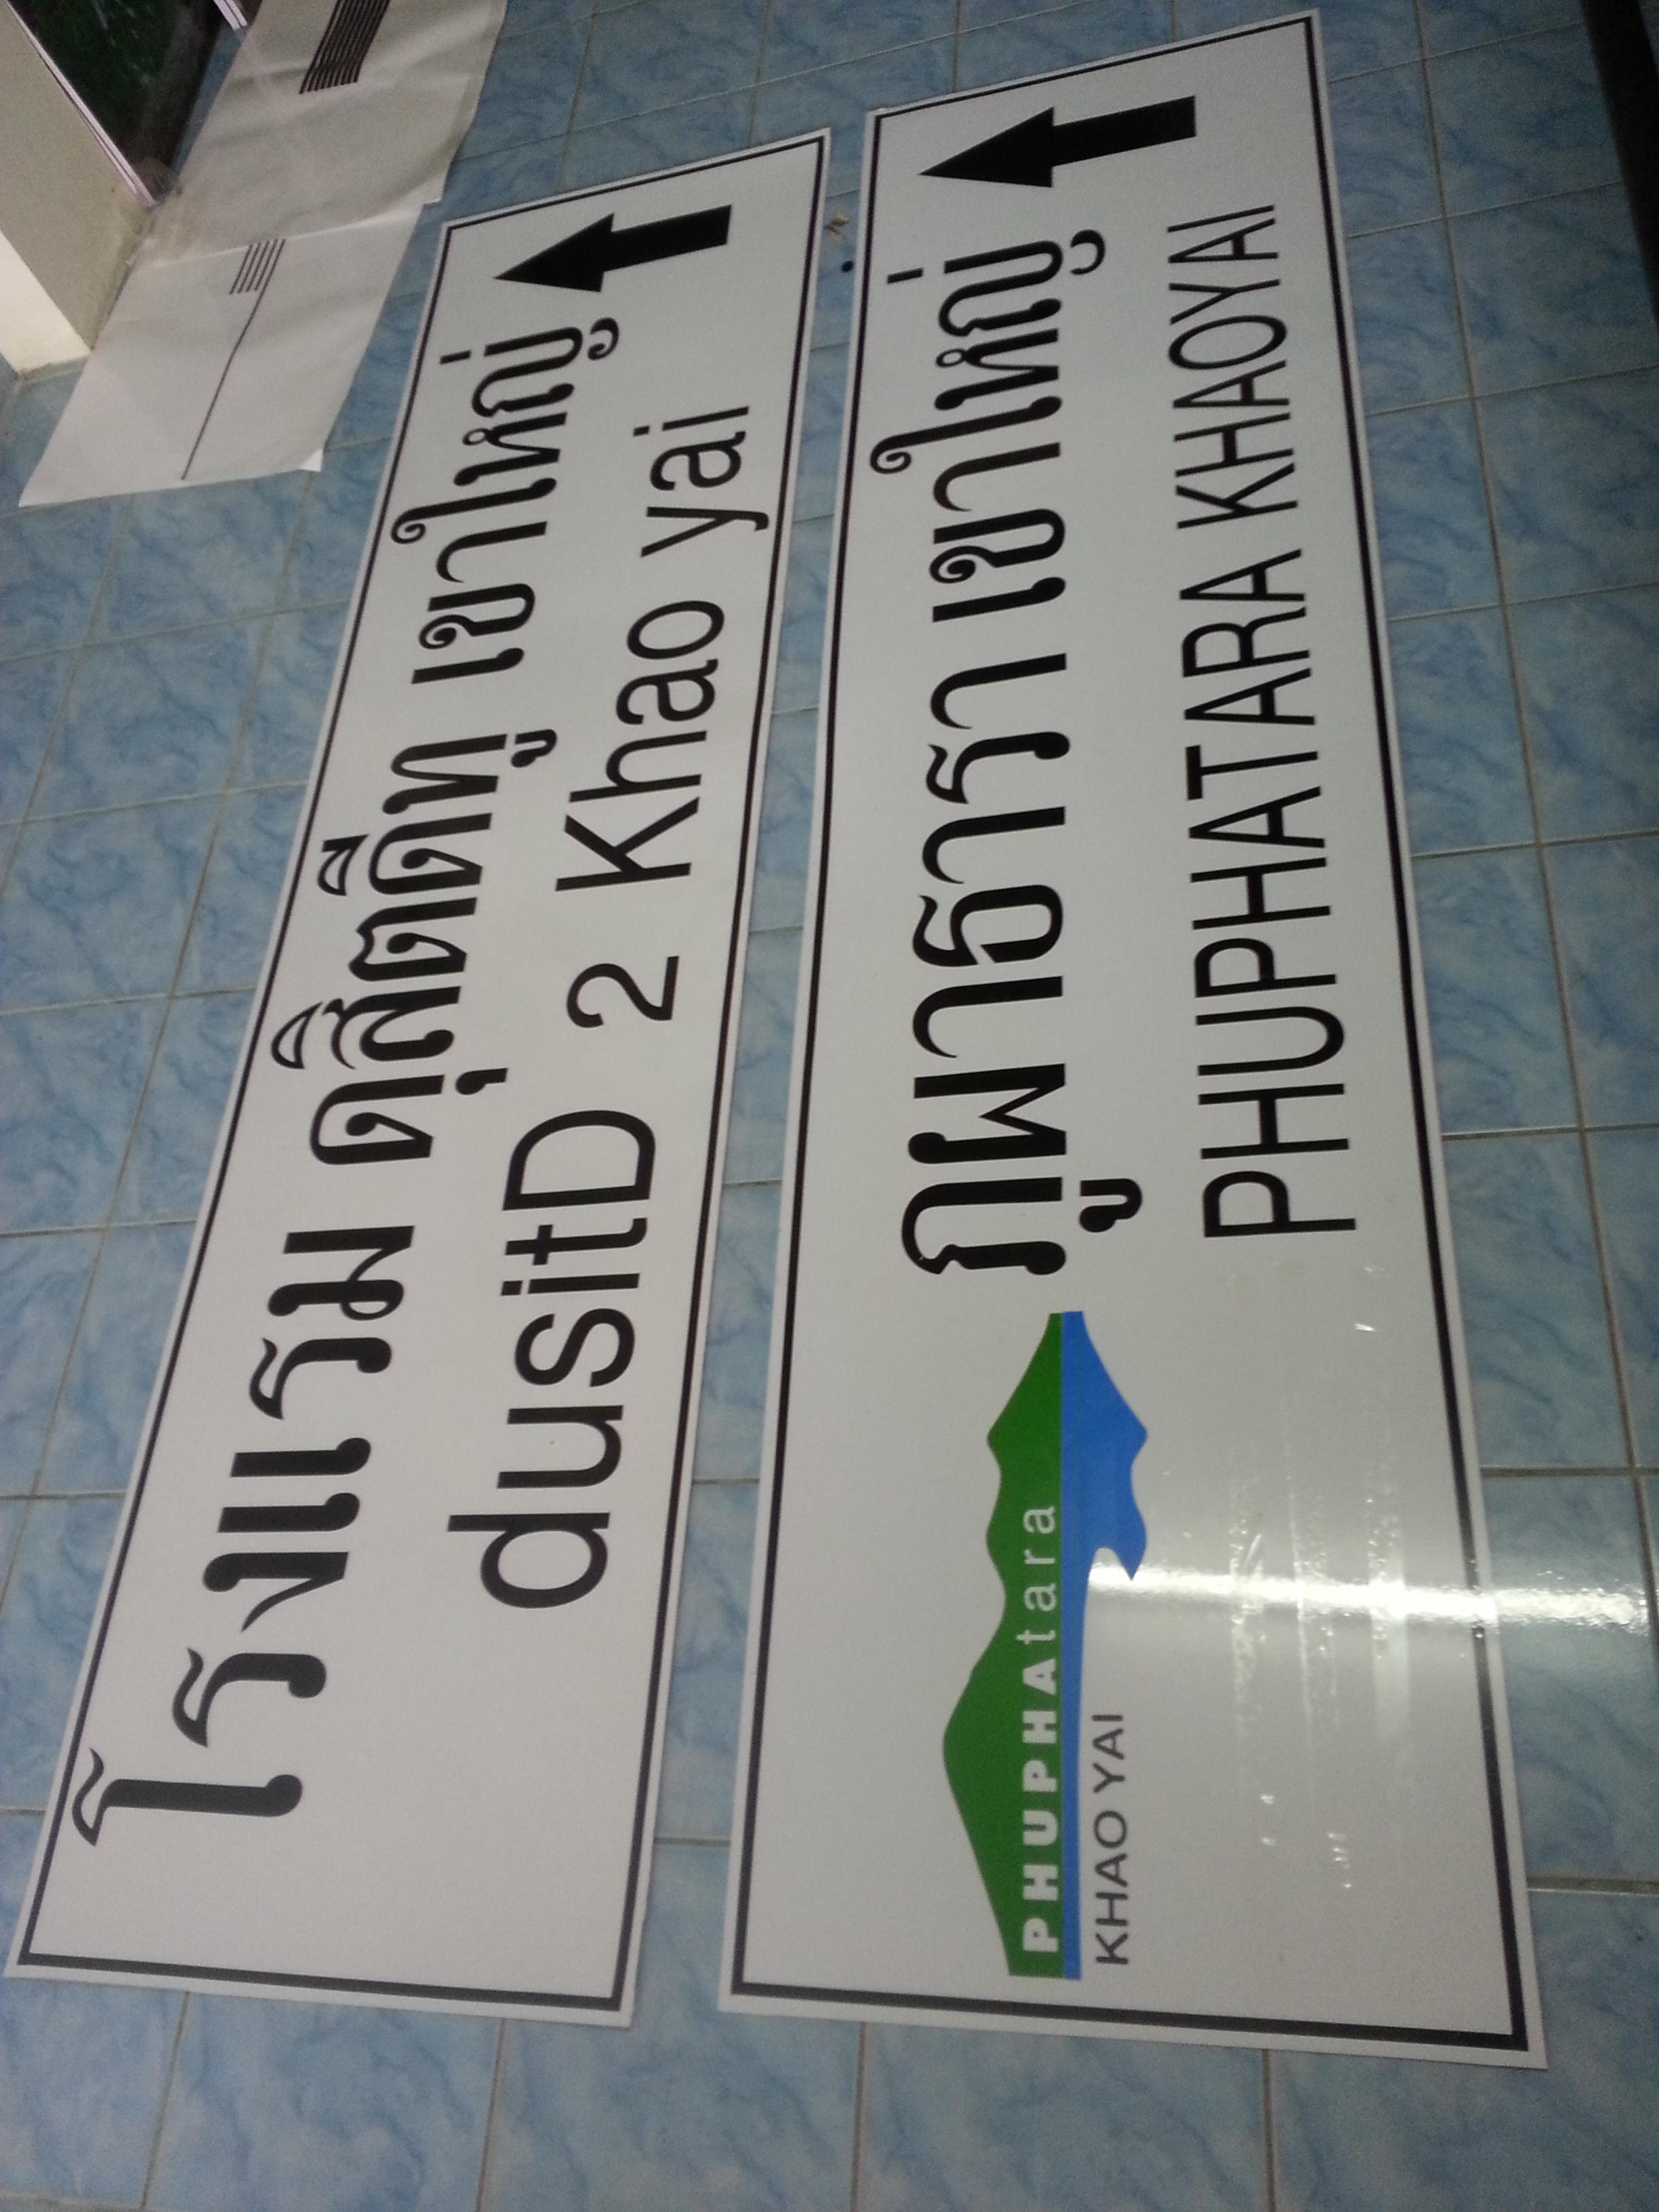 โรงแรม ดุสิตดีทู เขาใหญ่
dusitD 2 Khao yai
ภูผาธารา เขาใหญ่
PHUPHATARA KHAOYAI
PHUPHAtara
KHAO YAI